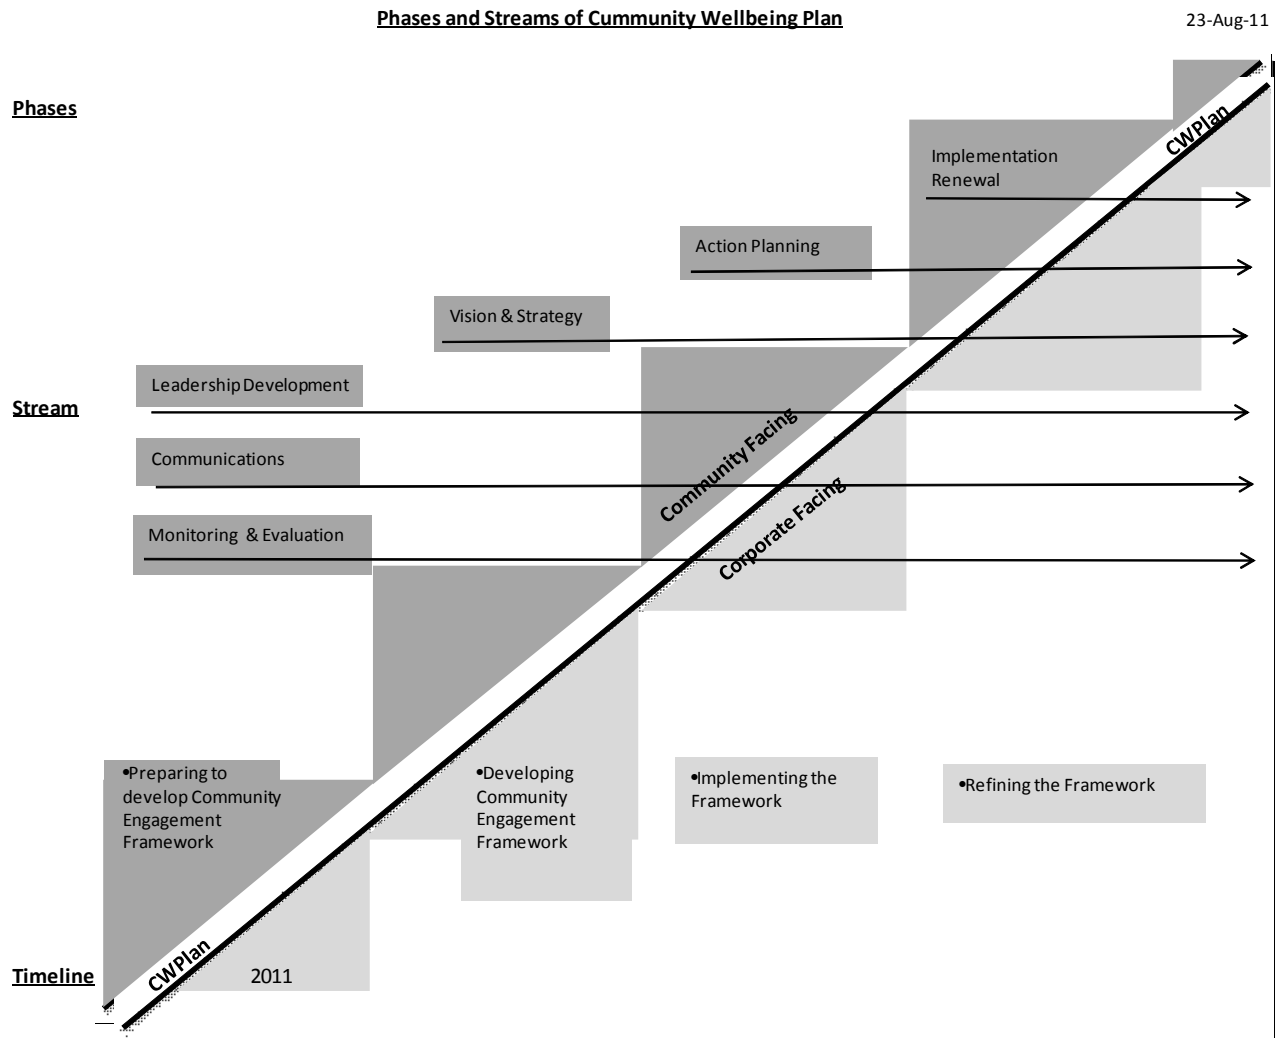 Phases and Streams of Cummunity Wellbeing Plan
23-Aug-11
Phases
CWPlan
Implementation
Renewal
Action Planning
Vision & Strategy
Leadership Development
Stream
Community Facing
Communications
Corporate Facing
Monitoring & Evaluation
•Preparing to
develop Community
Engagement
Framework
•Developing
Community
Engagement
Framework
•Implementing the
Framework
•Refining the Framework
CWPlan
Timeline
2011